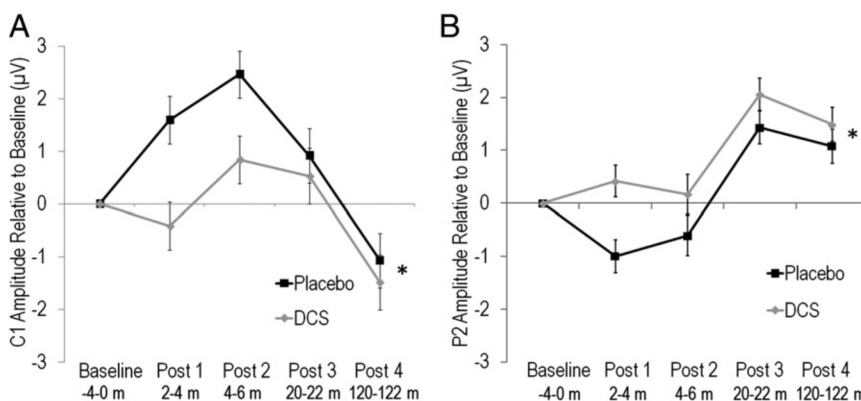 A
C1 Amplitude Relative to Baseline (µV)
3
2
1
0
-1
-2
-3
*
Placebo
DCS
Baseline Post 1 Post 2 Post 3 Post 4
-4-0 m 2-4 m 4-6 m 20-22 m 120-122 m
B
P2 Amplitude Relative to Baseline (µV)
3
2
1
0
-1
-2
-3
*
Placebo
DCS
Baseline Post 1 Post 2 Post 3 Post 4
-4-0 m 2-4 m 4-6 m 20-22 m 120-122 m